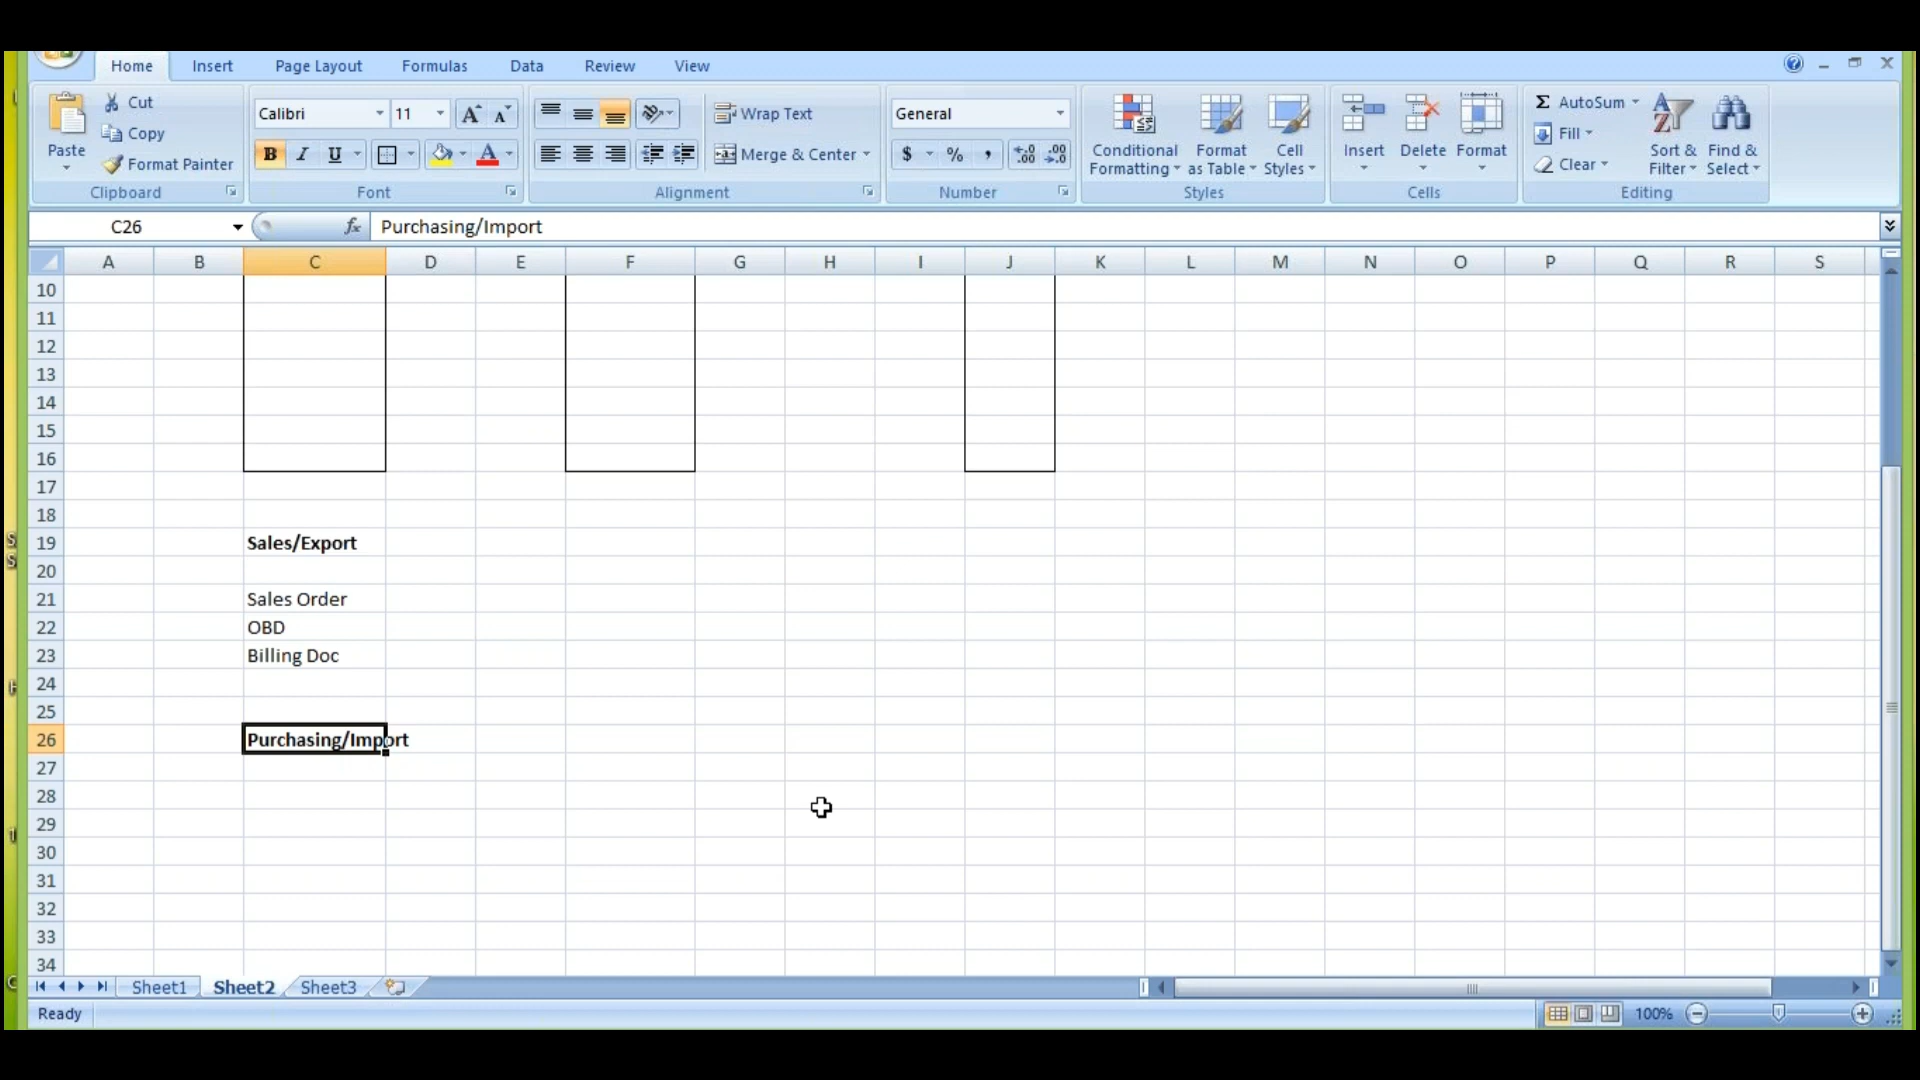 Home Insert Page Layout Formulas Data Review View
Cut
Copy
Paste
Format Painter
Clipboard
Calibri 11
B I U
Font
Wrap Text
Merge & Center
Alignment
General
$ % ,
Number
Conditional Formatting
Format as Table
Cell Styles
Styles
Insert Delete Format
Cells
Σ AutoSum
Fill
Clear
Sort & Filter
Find & Select
Editing
C26 fx Purchasing/Import
A B C D E F G H I J K L M N O P Q R S
10
11
12
13
14
15
16
17
18
19 Sales/Export
20
21 Sales Order
22 OBD
23 Billing Doc
24
25
26 Purchasing/Import
27
28
29
30
31
32
33
34
Sheet1 Sheet2 Sheet3
Ready 100%